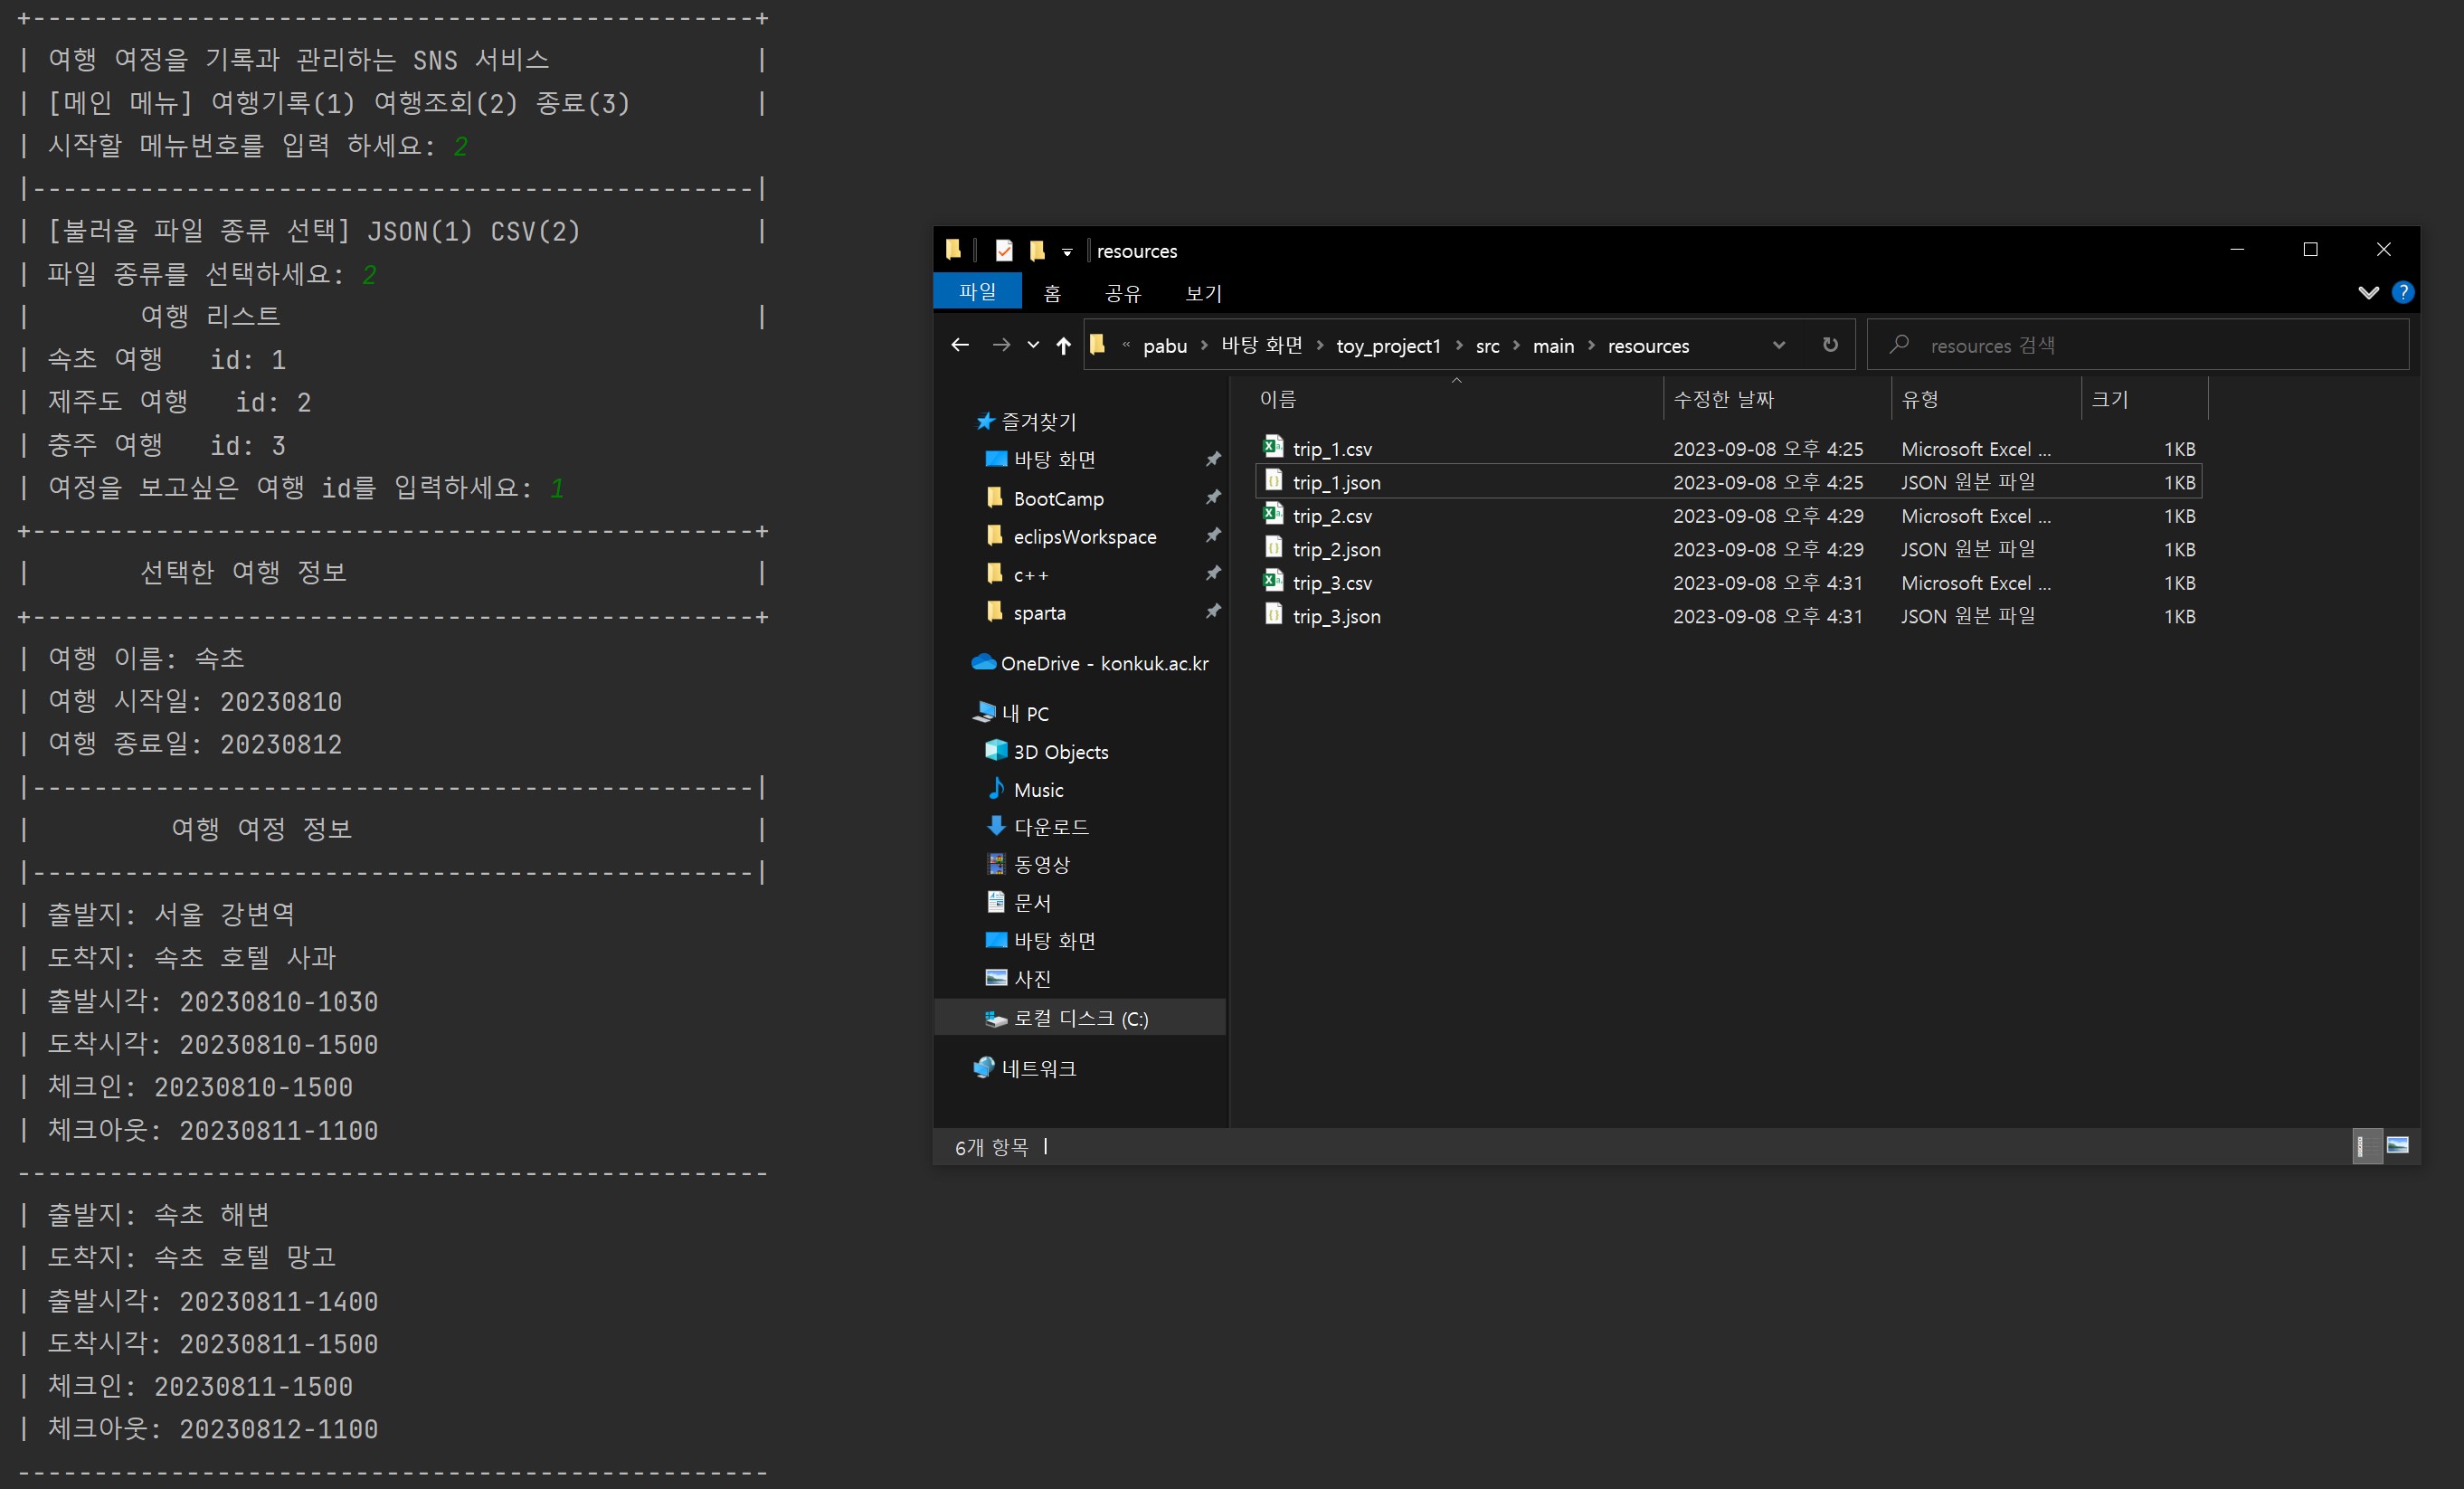 +-----------------------------------------------+
| 여행 여정을 기록과 관리하는 SNS 서비스 |
| [메인 메뉴] 여행기록(1) 여행조회(2) 종료(3) |
| 시작할 메뉴번호를 입력 하세요: 2
|-----------------------------------------------|
| [불러올 파일 종류 선택] JSON(1) CSV(2) |
| 파일 종류를 선택하세요: 2
| 여행 리스트 |
| 속초 여행 id: 1
| 제주도 여행 id: 2
| 충주 여행 id: 3
| 여정을 보고싶은 여행 id를 입력하세요: 1
+-----------------------------------------------+
| 선택한 여행 정보 |
+-----------------------------------------------+
| 여행 이름: 속초
| 여행 시작일: 20230810
| 여행 종료일: 20230812
|-----------------------------------------------|
| 여행 여정 정보 |
|-----------------------------------------------|
| 출발지: 서울 강변역
| 도착지: 속초 호텔 사과
| 출발시각: 20230810-1030
| 도착시각: 20230810-1500
| 체크인: 20230810-1500
| 체크아웃: 20230811-1100
-------------------------------------------------
| 출발지: 속초 해변
| 도착지: 속초 호텔 망고
| 출발시각: 20230811-1400
| 도착시각: 20230811-1500
| 체크인: 20230811-1500
| 체크아웃: 20230812-1100
-------------------------------------------------
resources
파일 홈 공유 보기
« pabu > 바탕 화면 > toy_project1 > src > main > resources
resources 검색
즐겨찾기
바탕 화면
BootCamp
eclipsWorkspace
c++
sparta
OneDrive - konkuk.ac.kr
내 PC
3D Objects
Music
다운로드
동영상
문서
바탕 화면
사진
로컬 디스크 (C:)
네트워크
이름 수정한 날짜 유형 크기
trip_1.csv 2023-09-08 오후 4:25 Microsoft Excel ... 1KB
trip_1.json 2023-09-08 오후 4:25 JSON 원본 파일 1KB
trip_2.csv 2023-09-08 오후 4:29 Microsoft Excel ... 1KB
trip_2.json 2023-09-08 오후 4:29 JSON 원본 파일 1KB
trip_3.csv 2023-09-08 오후 4:31 Microsoft Excel ... 1KB
trip_3.json 2023-09-08 오후 4:31 JSON 원본 파일 1KB
6개 항목